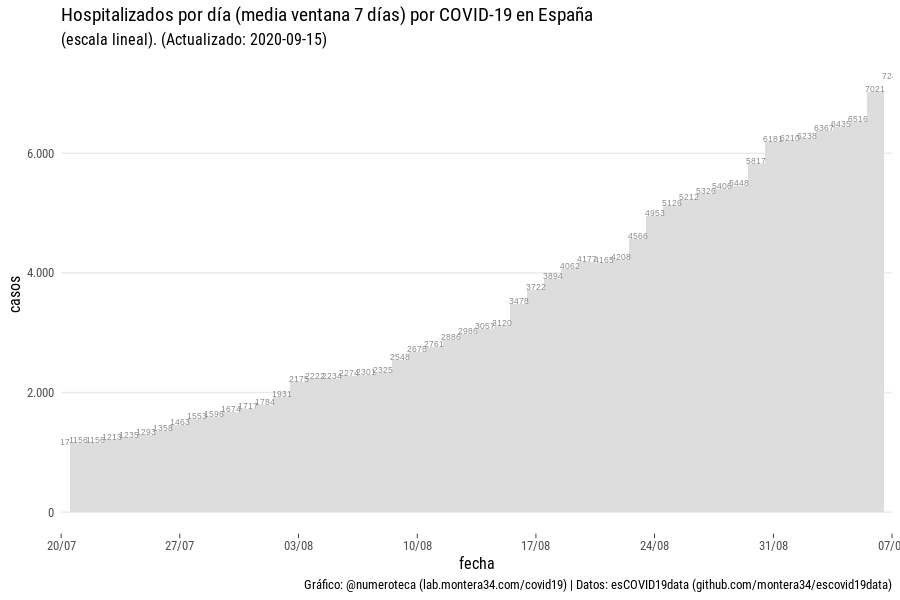 Hospitalizados por día (media ventana 7 días) por COVID-19 en España
(escala lineal). (Actualizado: 2020-09-15)
casos
6.000
4.000
2.000
0
1156 1156 1213 1235 1293 1358 1463 1553 1596 1674 1717 1784 1931 2175 2222 2234 2274 2301 2325 2548 2678 2761 2886 2986 3057 3120 3478 3722 3894 4062 4177 4165 4208 4566 4953 5126 5212 5326 5406 5448 5817 6181 6210 6238 6367 6435 6516 7021
20/07 27/07 03/08 10/08 17/08 24/08 31/08
fecha
Gráfico: @numeroteca (lab.montera34.com/covid19) | Datos: esCOVID19data (github.com/montera34/escovid19data)